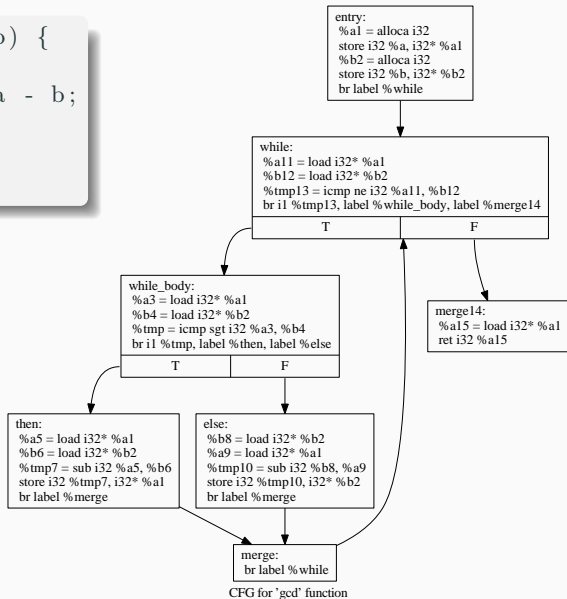 ) {
- b;
entry:
%a1 = alloca i32
store i32 %a, i32* %a1
%b2 = alloca i32
store i32 %b, i32* %b2
br label %while
while:
%a11 = load i32* %a1
%b12 = load i32* %b2
%tmp13 = icmp ne i32 %a11, %b12
br i1 %tmp13, label %while_body, label %merge14
T F
while_body:
%a3 = load i32* %a1
%b4 = load i32* %b2
%tmp = icmp sgt i32 %a3, %b4
br i1 %tmp, label %then, label %else
T F
merge14:
%a15 = load i32* %a1
ret i32 %a15
then:
%a5 = load i32* %a1
%b6 = load i32* %b2
%tmp7 = sub i32 %a5, %b6
store i32 %tmp7, i32* %a1
br label %merge
else:
%b8 = load i32* %b2
%a9 = load i32* %a1
%tmp10 = sub i32 %b8, %a9
store i32 %tmp10, i32* %b2
br label %merge
merge:
br label %while
CFG for 'gcd' function